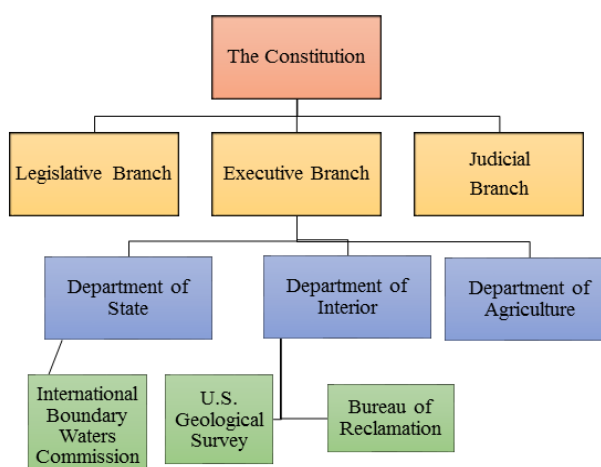 The Constitution
Legislative Branch
Executive Branch
Judicial
Branch
Department of
State
Department of
Interior
Department of
Agriculture
International
Boundary
Waters
Commission
U.S.
Geological
Survey
Bureau of
Reclamation